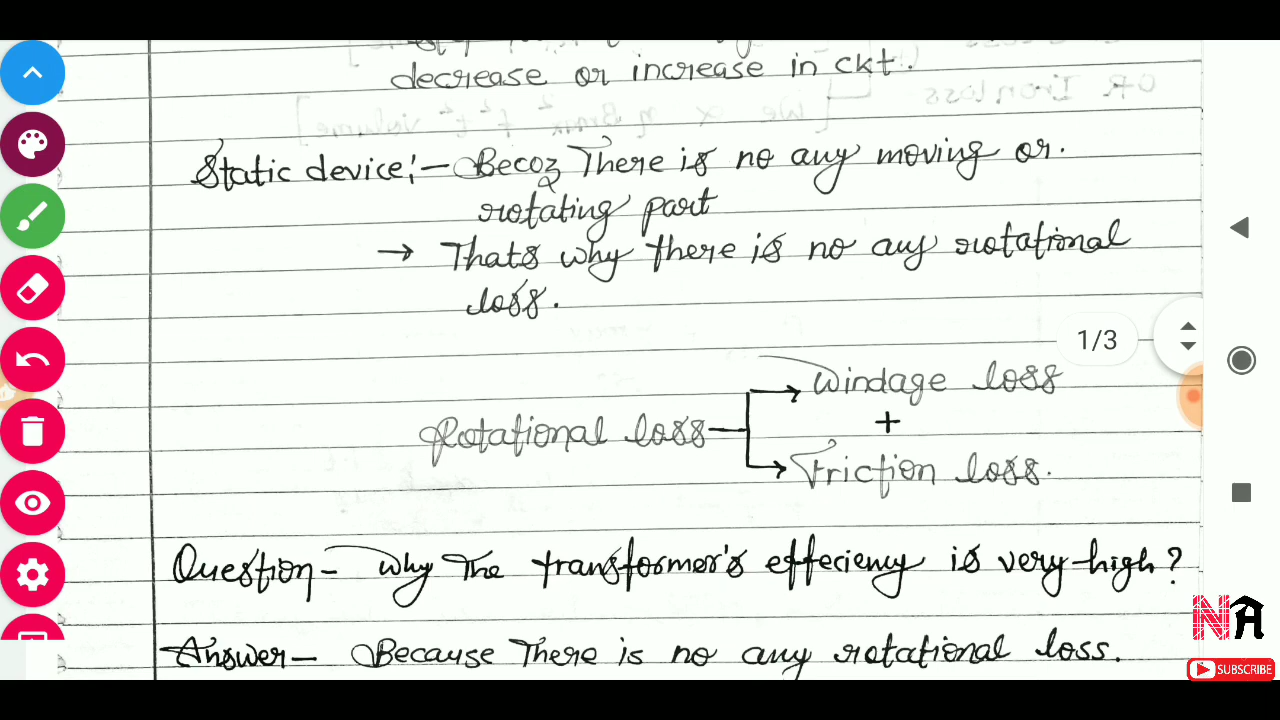 decrease or increase in ckt.
Static device:- Becoz There is no any moving or
rotating part
→ Thats why there is no any rotational
loss.
1/3
Windage loss
+
Rotational loss
Friction loss.
Question- why The transformer's effeciency is very high?
NA
Answer- Because There is no any rotational loss.
SUBSCRIBE